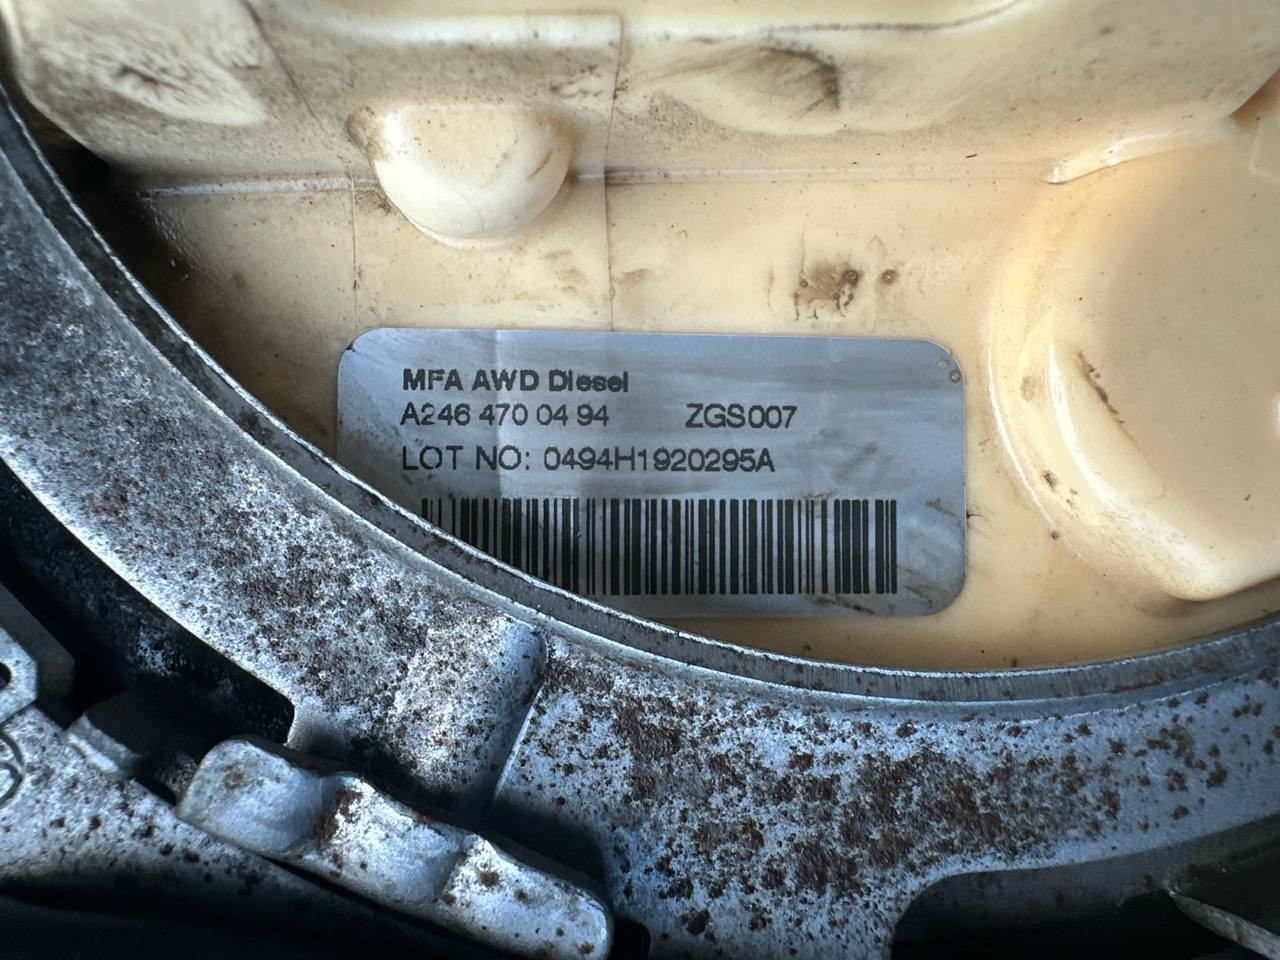 MFA AWD Diesel
A246 470 04 94 ZGS007
LOT NO: 0494H1920295A